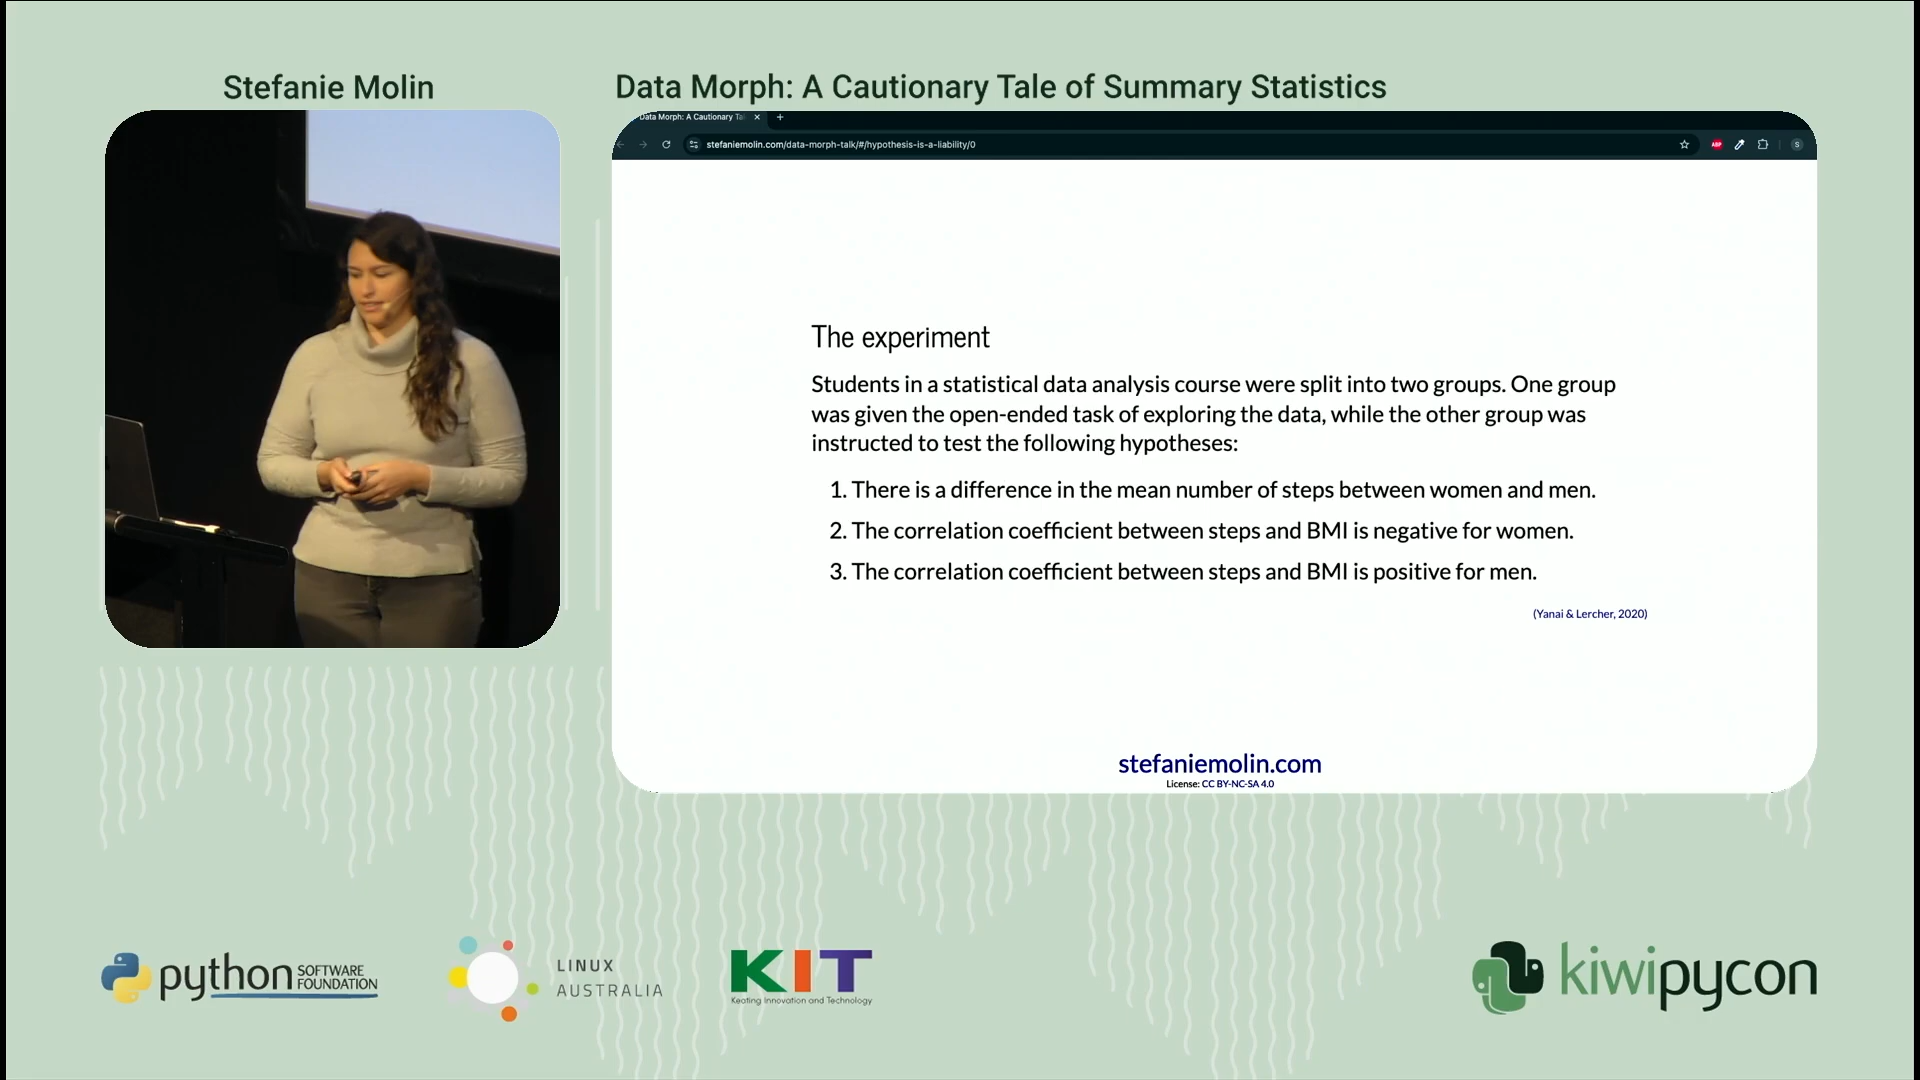 Stefanie Molin
Data Morph: A Cautionary Tale of Summary Statistics
Data Morph: A Cautionary Ta
stefaniemolin.com/data-morph-talk/#/hypothesis-is-a-liability/0
ABP
S
The experiment
Students in a statistical data analysis course were split into two groups. One group
was given the open-ended task of exploring the data, while the other group was
instructed to test the following hypotheses:
1. There is a difference in the mean number of steps between women and men.
2. The correlation coefficient between steps and BMI is negative for women.
3. The correlation coefficient between steps and BMI is positive for men.
(Yanai & Lercher, 2020)
stefaniemolin.com
License: CC BY-NC-SA 4.0
python SOFTWARE
FOUNDATION
LINUX
AUSTRALIA
KIT
Keating Innovation and Technology
kiwipycon